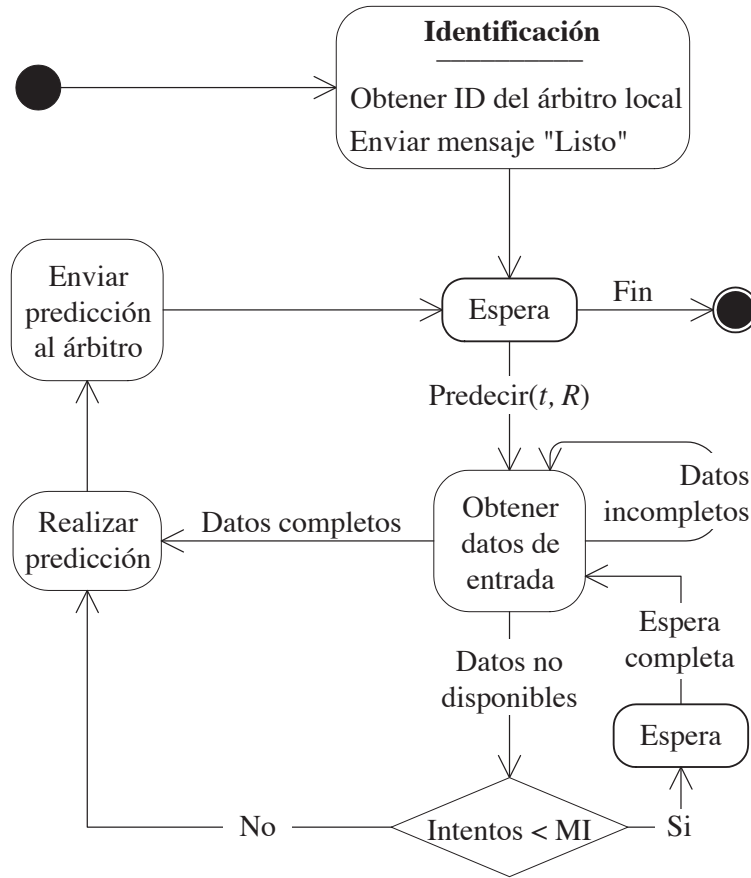 Identificación
Obtener ID del árbitro local
Enviar mensaje "Listo"
Enviar
predicción
al árbitro
Espera
Fin
Predecir(t, R)
Realizar
predicción
Datos completos
Obtener
datos de
entrada
Datos
incompletos
Espera
completa
Datos no
disponibles
Espera
No
Intentos < MI
Si